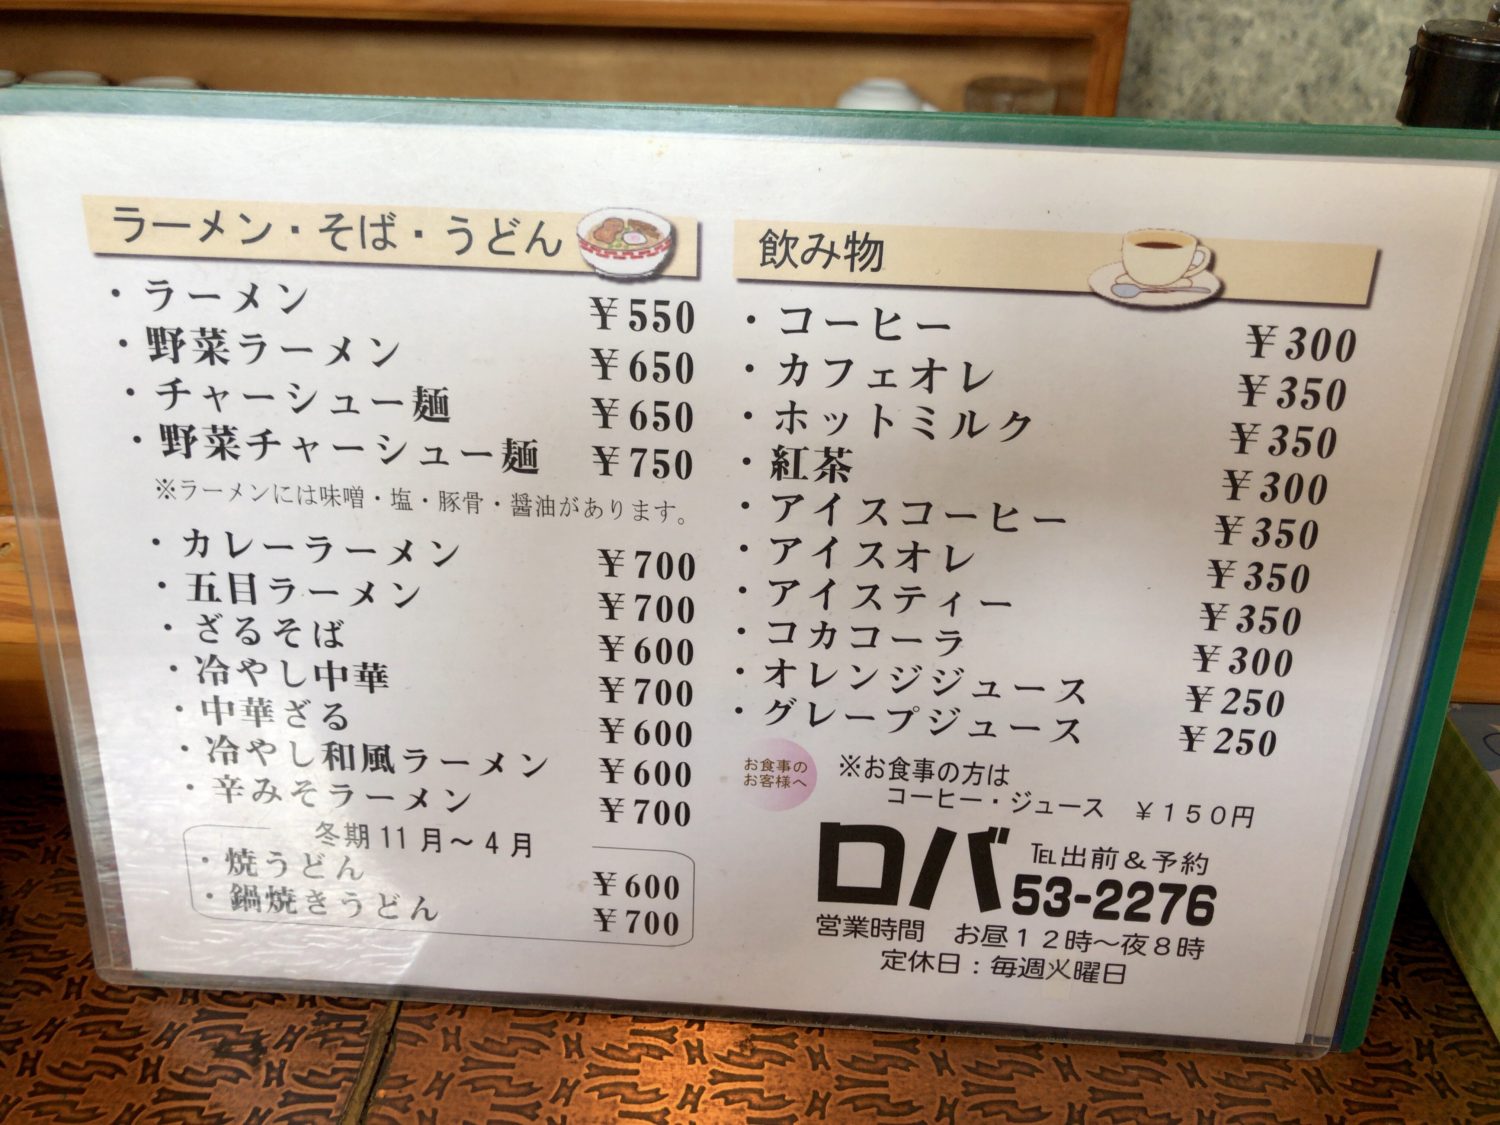 ラーメン・そば・うどん
・ラーメン ￥550
・野菜ラーメン ￥650
・チャーシュー麺 ￥650
・野菜チャーシュー麺 ￥750
※ラーメンには味噌・塩・豚骨・醤油があります。
・カレーラーメン ￥700
・五目ラーメン ￥700
・ざるそば ￥600
・冷やし中華 ￥700
・中華ざる ￥600
・冷やし和風ラーメン ￥600
・辛みそラーメン ￥700
冬期11月～4月
・焼うどん ￥600
・鍋焼きうどん ￥700
飲み物
・コーヒー ￥300
・カフェオレ ￥350
・ホットミルク ￥350
・紅茶 ￥300
・アイスコーヒー ￥350
・アイスオレ ￥350
・アイスティー ￥350
・コカコーラ ￥300
・オレンジジュース ￥250
・グレープジュース ￥250
お食事の
お客様へ
※お食事の方は
コーヒー・ジュース ￥１５０円
ロバ
℡出前＆予約
53-2276
営業時間 お昼１２時～夜８時
定休日：毎週火曜日